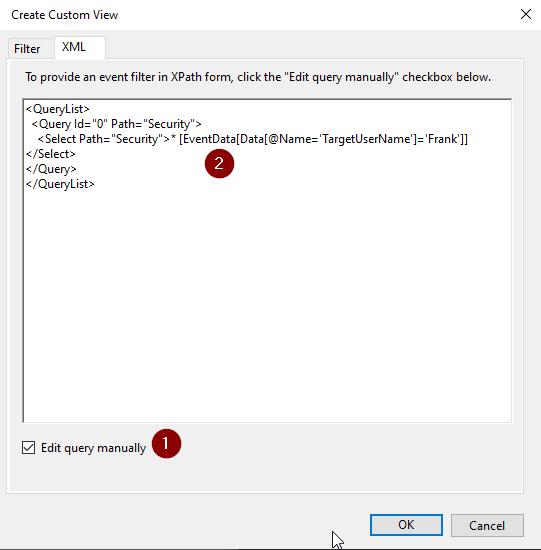 Create Custom View
Filter
XML
To provide an event filter in XPath form, click the "Edit query manually" checkbox below.
<QueryList>
  <Query Id="0" Path="Security">
    <Select Path="Security">* [EventData[Data[@Name='TargetUserName']='Frank']]
</Select>
</Query>
</QueryList>
2
Edit query manually
1
OK
Cancel